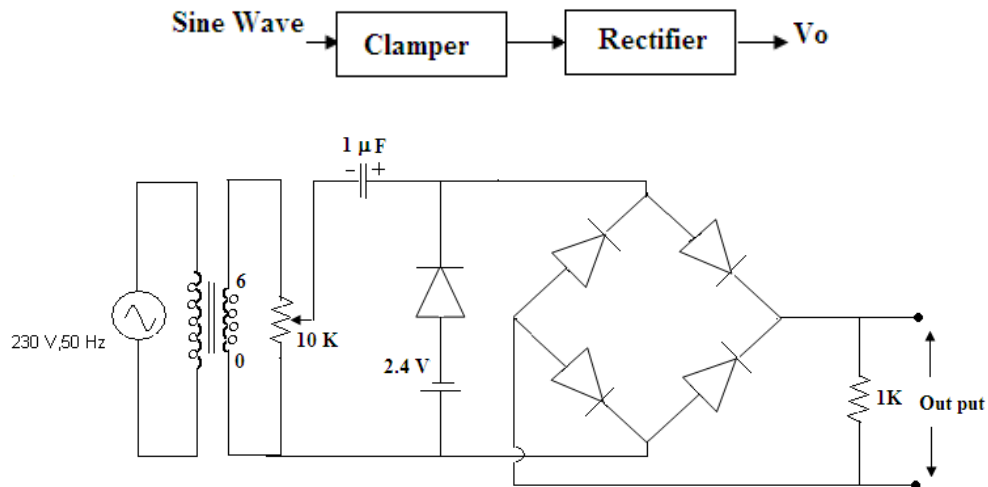 Sine Wave
Clamper
Rectifier
Vo
1 μF
- +
6
10 K
0
230 V,50 Hz
2.4 V
1K
Out put